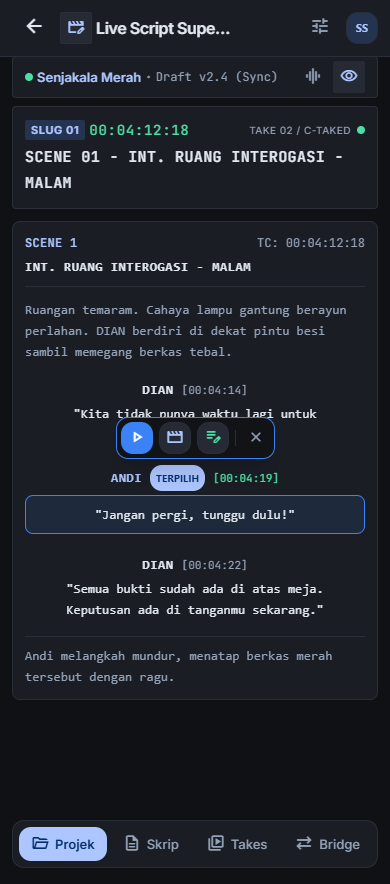 Live Script Supe...
SS
Senjakala Merah • Draft v2.4 (Sync)
SLUG 01 00:04:12:18
TAKE 02 / C-TAKED
SCENE 01 - INT. RUANG INTEROGASI -
MALAM
SCENE 1
TC: 00:04:12:18
INT. RUANG INTEROGASI - MALAM
Ruangan temaram. Cahaya lampu gantung berayun
perlahan. DIAN berdiri di dekat pintu besi
sambil memegang berkas tebal.
DIAN [00:04:14]
"Kita tidak punya waktu lagi untuk
ANDI TERPILIH [00:04:19]
"Jangan pergi, tunggu dulu!"
DIAN [00:04:22]
"Semua bukti sudah ada di atas meja.
Keputusan ada di tanganmu sekarang."
Andi melangkah mundur, menatap berkas merah
tersebut dengan ragu.
Projek
Skrip
Takes
Bridge